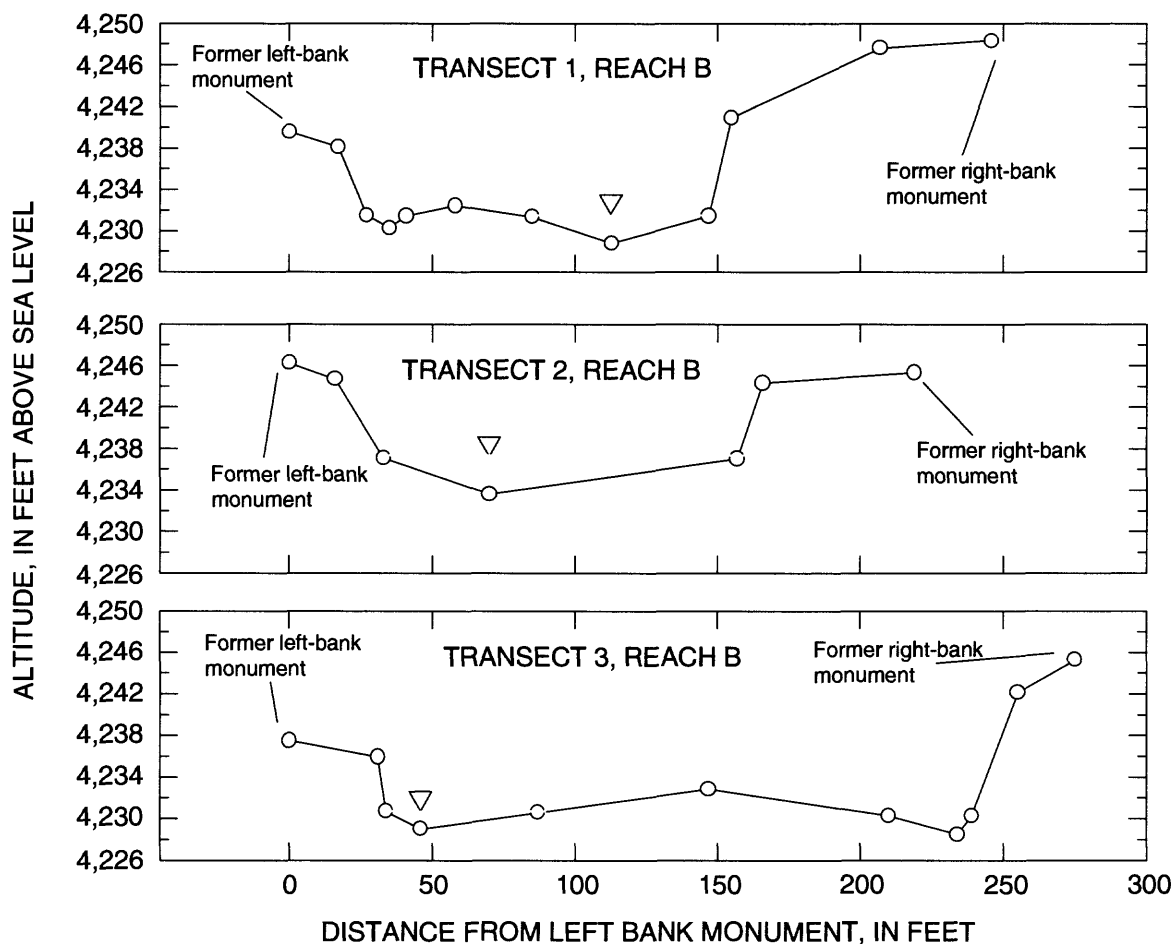 ALTITUDE, IN FEET ABOVE SEA LEVEL
4,250
4,246
4,242
4,238
4,234
4,230
4,226
TRANSECT 1, REACH B
Former left-bank
monument
Former right-bank
monument
4,250
4,246
4,242
4,238
4,234
4,230
4,226
TRANSECT 2, REACH B
Former left-bank
monument
Former right-bank
monument
4,250
4,246
4,242
4,238
4,234
4,230
4,226
TRANSECT 3, REACH B
Former left-bank
monument
Former right-bank
monument
0 50 100 150 200 250 300
DISTANCE FROM LEFT BANK MONUMENT, IN FEET